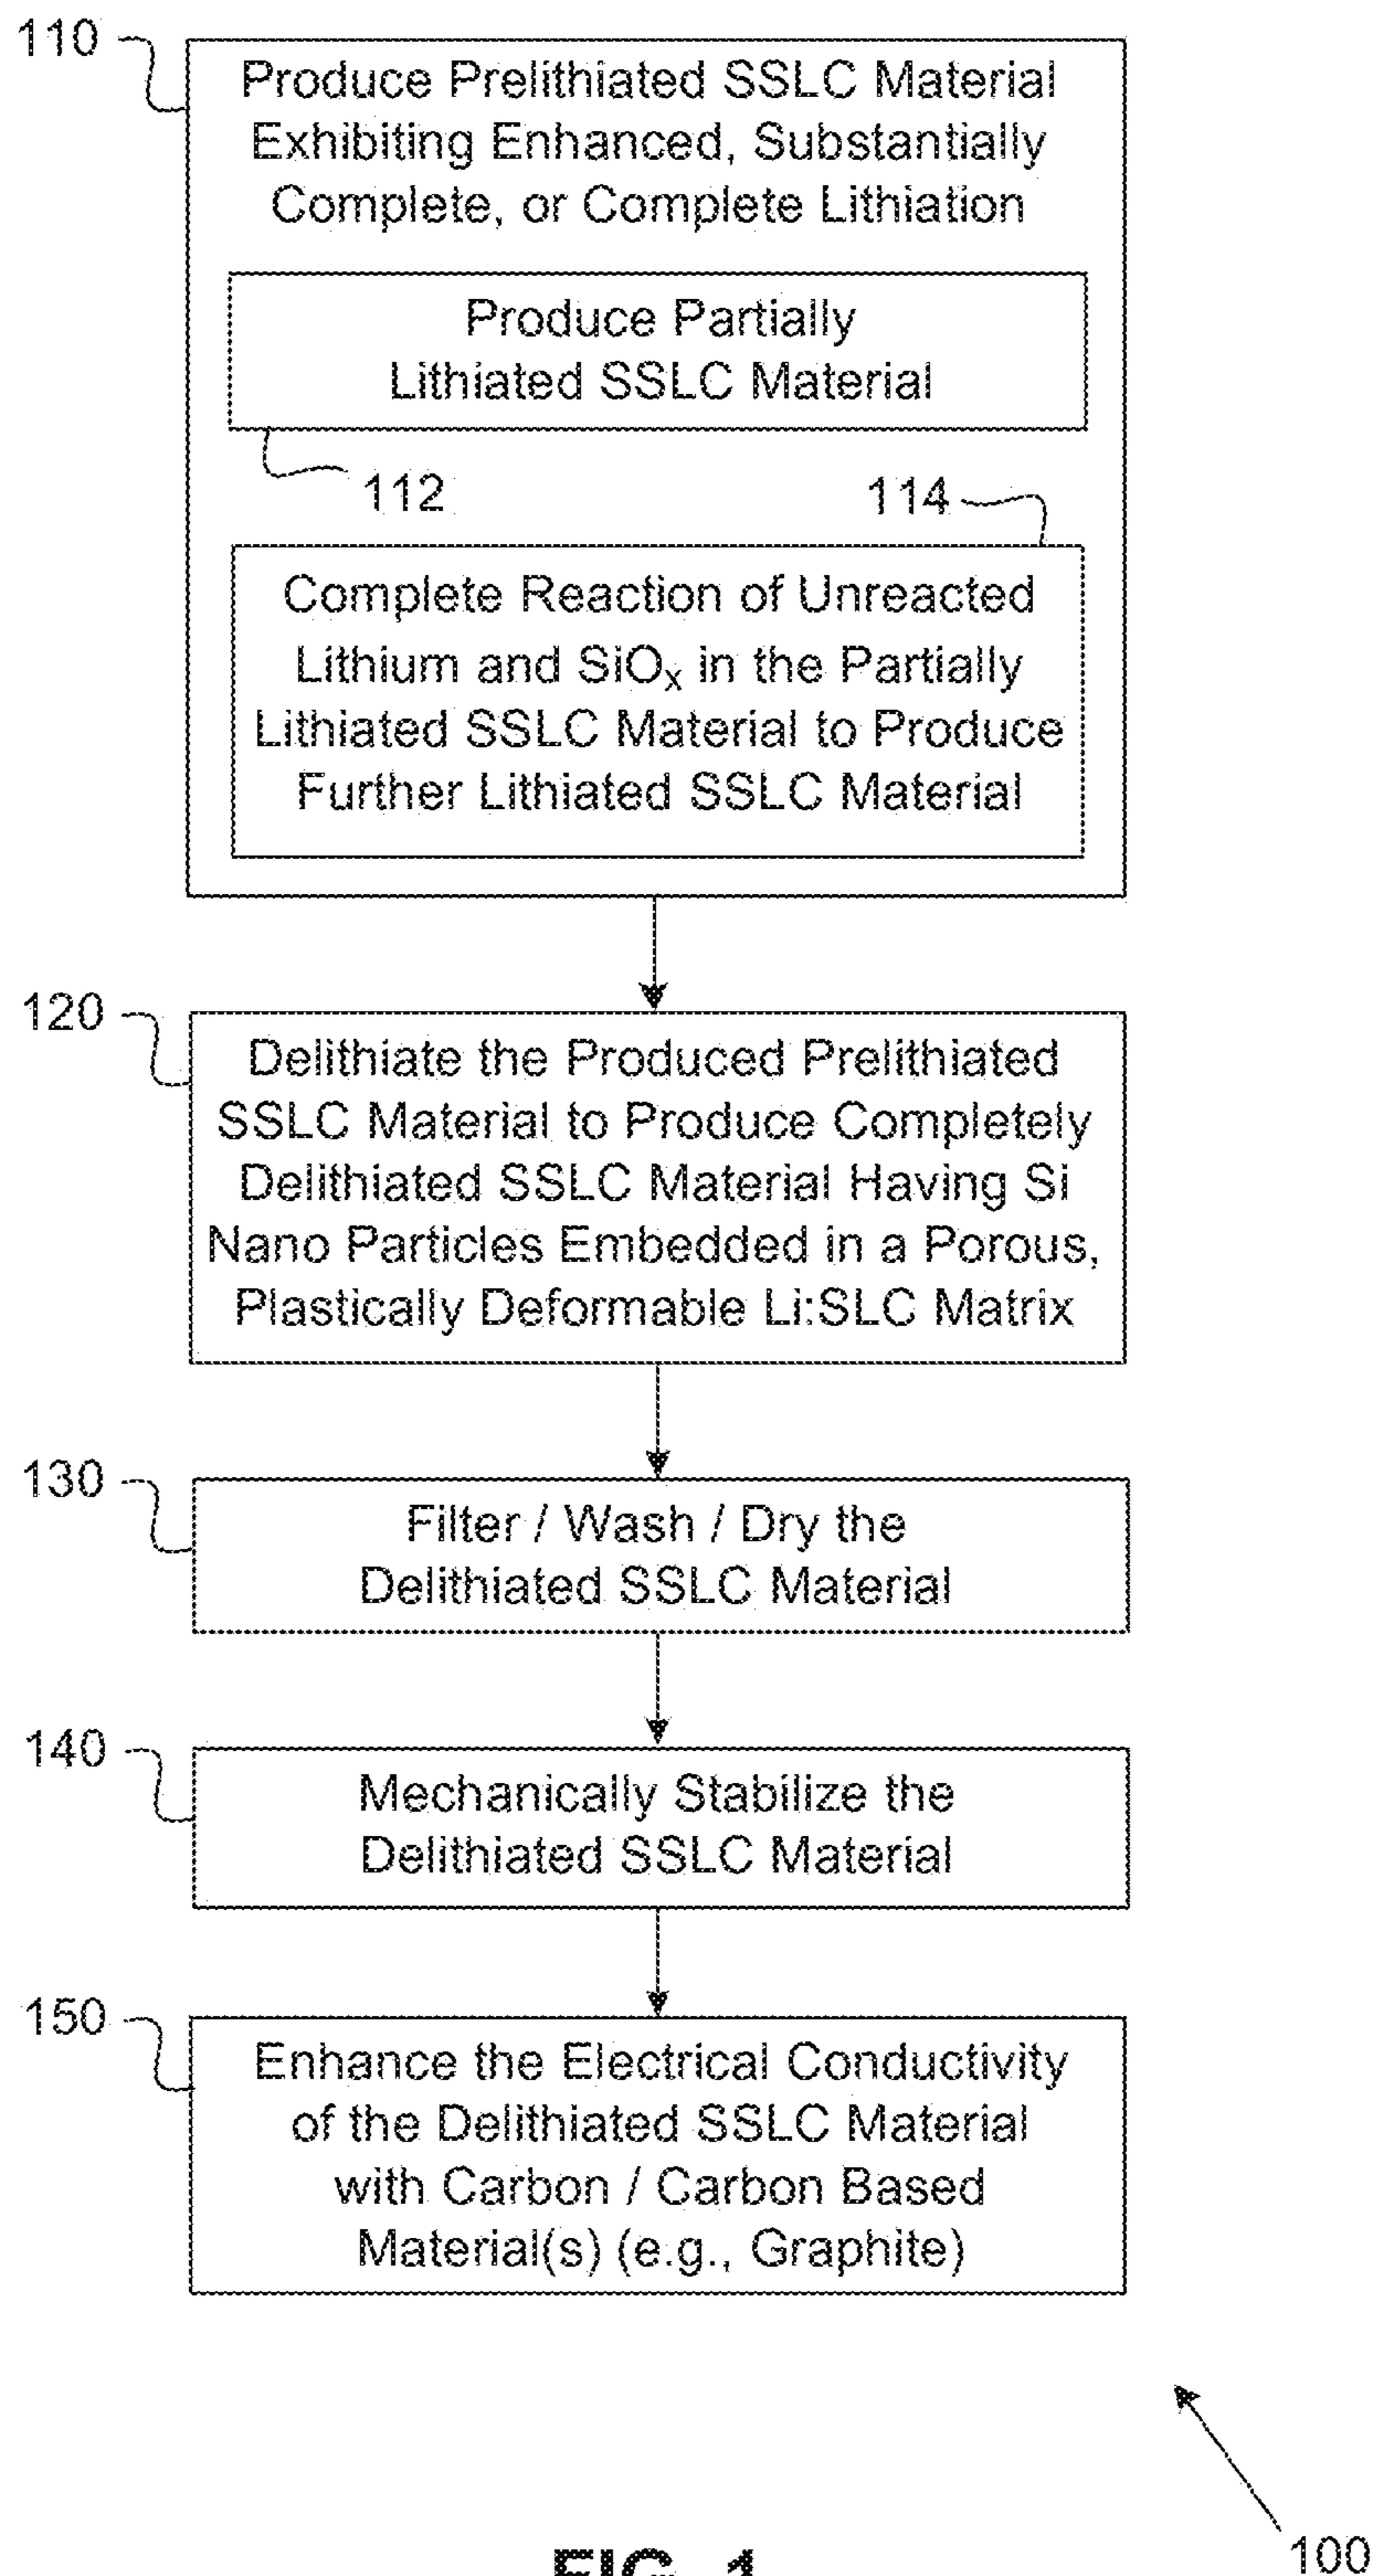 110
Produce Prelithiated SSLC Material
Exhibiting Enhanced, Substantially
Complete, or Complete Lithiation
Produce Partially
Lithiated SSLC Material
112
114
Complete Reaction of Unreacted
Lithium and SiOₓ in the Partially
Lithiated SSLC Material to Produce
Further Lithiated SSLC Material
120
Delithiate the Produced Prelithiated
SSLC Material to Produce Completely
Delithiated SSLC Material Having Si
Nano Particles Embedded in a Porous,
Plastically Deformable Li:SLC Matrix
130
Filter / Wash / Dry the
Delithiated SSLC Material
140
Mechanically Stabilize the
Delithiated SSLC Material
150
Enhance the Electrical Conductivity
of the Delithiated SSLC Material
with Carbon / Carbon Based
Material(s) (e.g., Graphite)
100
FIG. 1